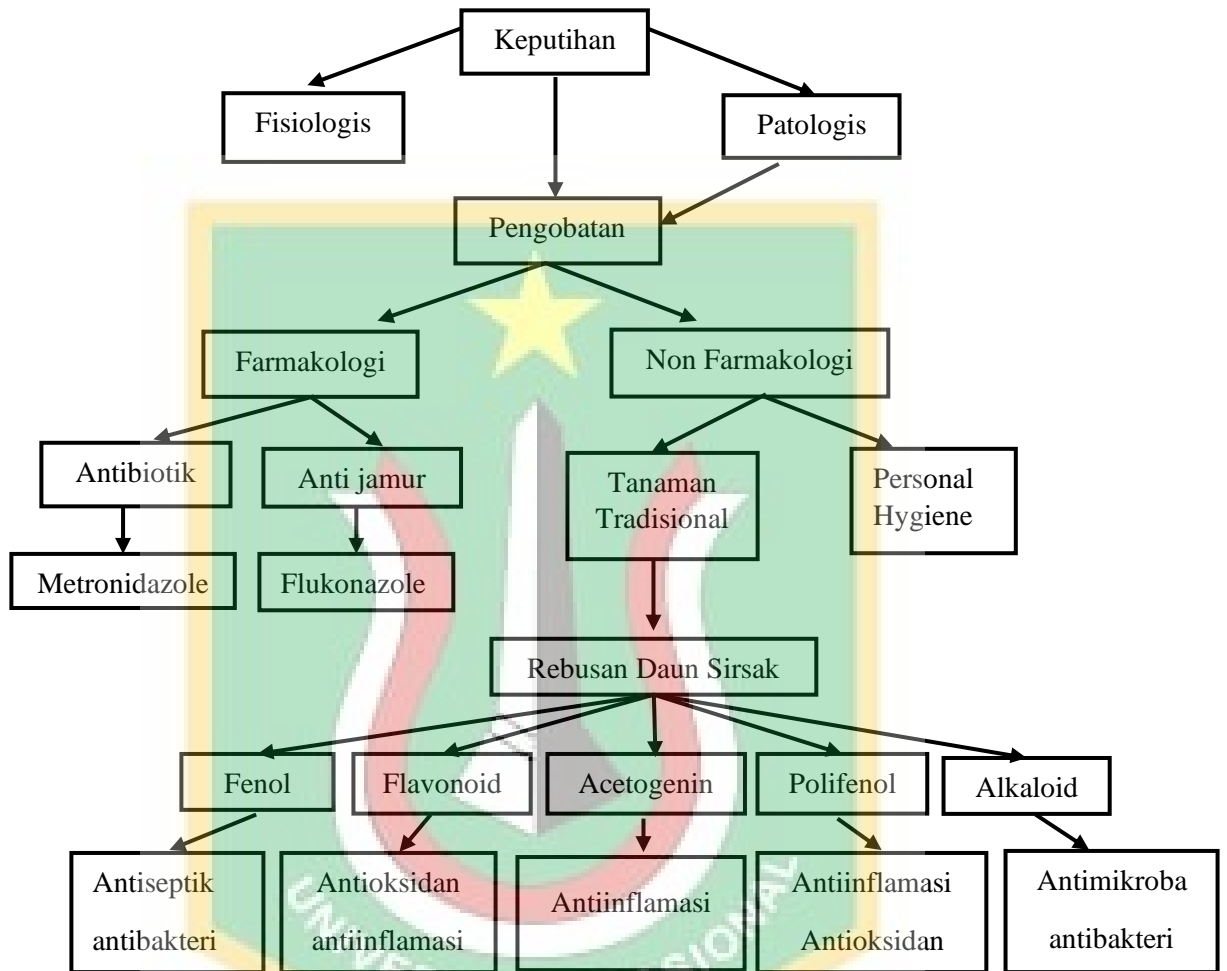 Keputihan
Fisiologis
Patologis
Pengobatan
Farmakologi
Non Farmakologi
Antibiotik
Anti jamur
Tanaman
Tradisional
Personal
Hygiene
Metronidazole
Flukonazole
Rebusan Daun Sirsak
Fenol
Flavonoid
Acetogenin
Polifenol
Alkaloid
Antiseptik
antibakteri
Antioksidan
antiinflamasi
Antiinflamasi
Antiinflamasi
Antioksidan
Antimikroba
antibakteri